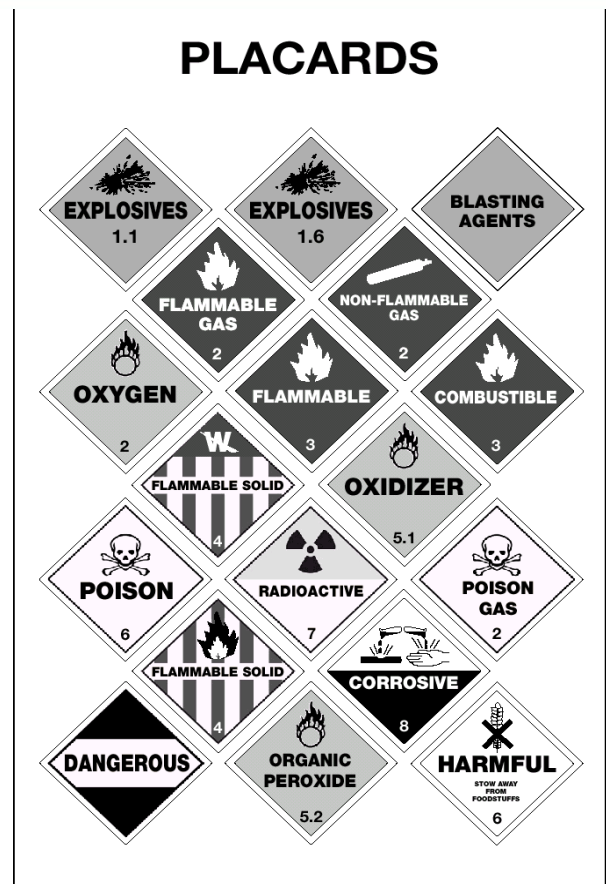 PLACARDS
EXPLOSIVES
1.1
EXPLOSIVES
1.6
BLASTING
AGENTS
FLAMMABLE
GAS
2
NON-FLAMMABLE
GAS
2
OXYGEN
2
FLAMMABLE
3
COMBUSTIBLE
3
W
FLAMMABLE SOLID
4
OXIDIZER
5.1
POISON
6
RADIOACTIVE
7
POISON
GAS
2
FLAMMABLE SOLID
4
CORROSIVE
8
DANGEROUS
ORGANIC
PEROXIDE
5.2
HARMFUL
STOW AWAY
FROM
FOODSTUFFS
6